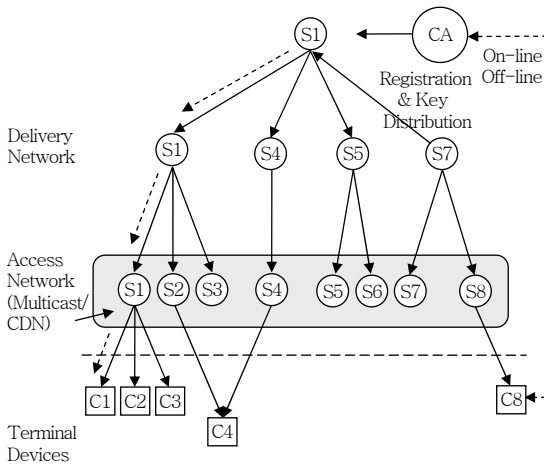 S1
CA
On-line
Off-line
Registration
& Key
Distribution
Delivery
Network
S1
S4
S5
S7
Access
Network
(Multicast/
CDN)
S1
S2
S3
S4
S5
S6
S7
S8
C1
C2
C3
C4
C8
Terminal
Devices